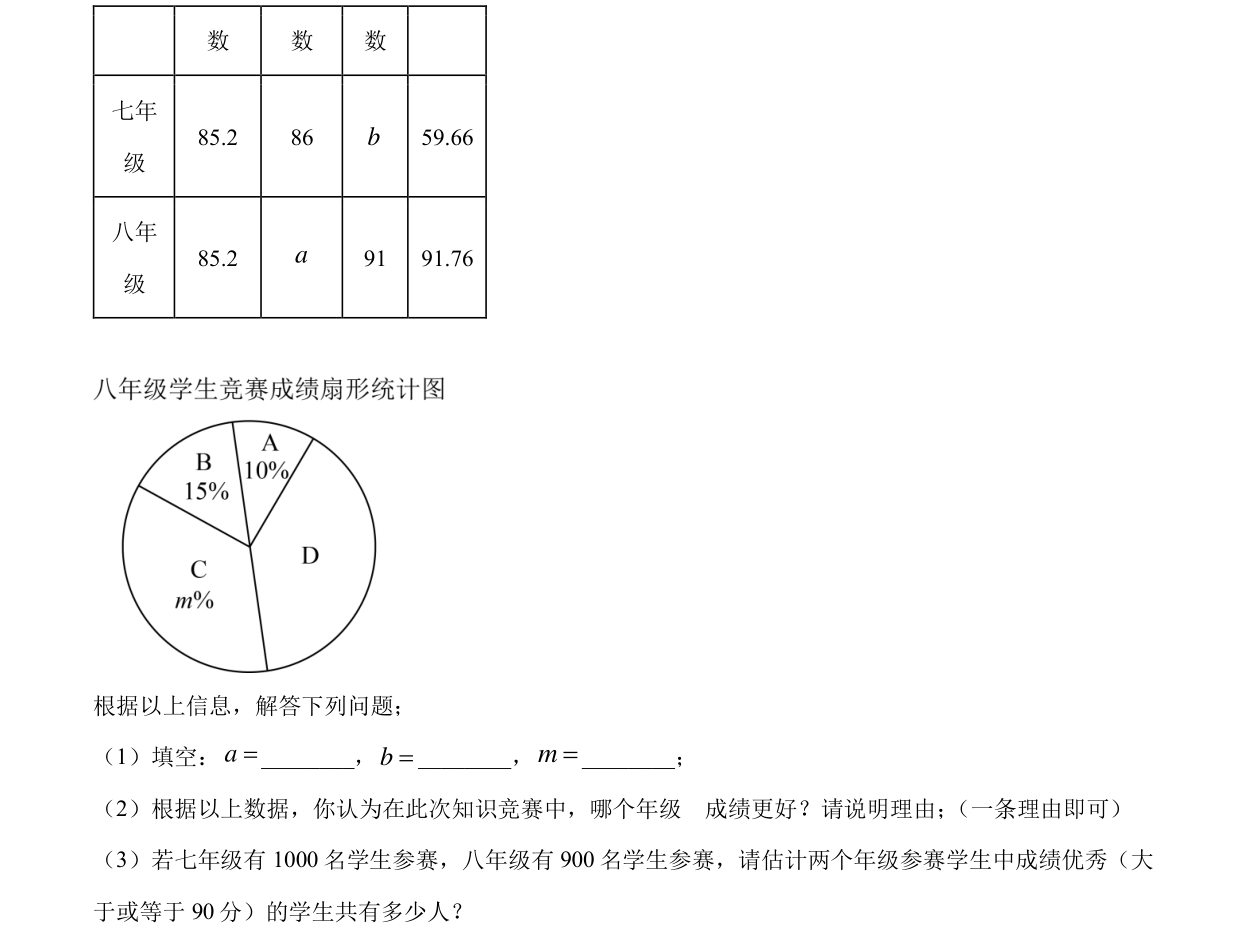 数 数 数
七年
85.2 86 b 59.66
级
八年
85.2 a 91 91.76
级
八年级学生竞赛成绩扇形统计图
A
10%
B
15%
D
C
m%
根据以上信息，解答下列问题；
（1）填空：a＝________，b＝________，m＝________；
（2）根据以上数据，你认为在此次知识竞赛中，哪个年级 成绩更好？请说明理由；（一条理由即可）
（3）若七年级有 1000 名学生参赛，八年级有 900 名学生参赛，请估计两个年级参赛学生中成绩优秀（大
于或等于 90 分）的学生共有多少人？